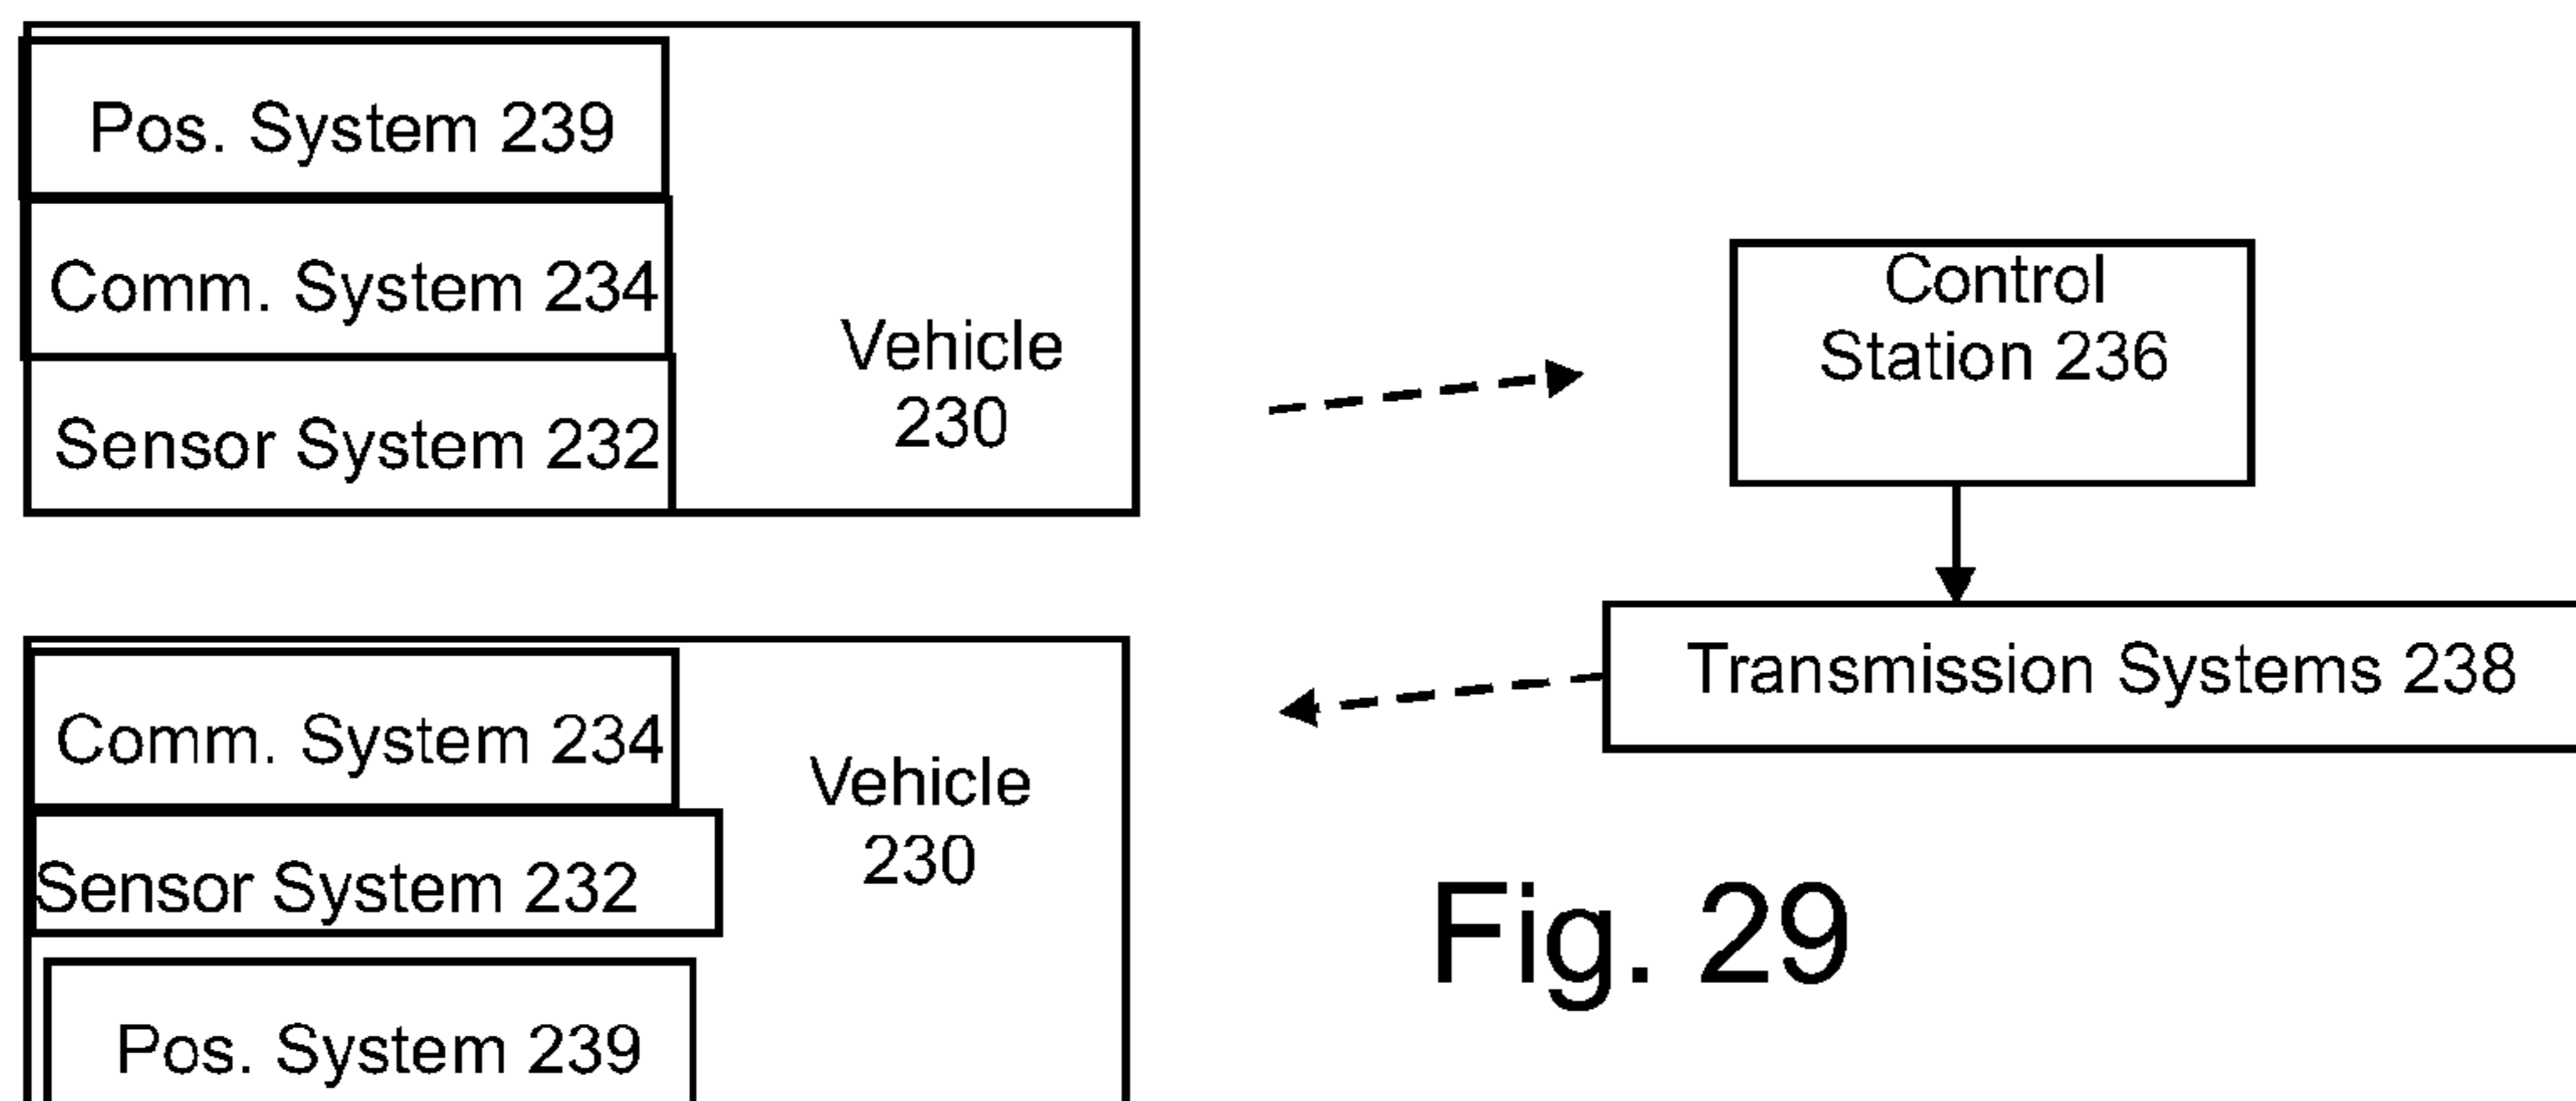 Pos. System 239
Comm. System 234
Sensor System 232
Vehicle
230
Control
Station 236
Transmission Systems 238
Comm. System 234
Sensor System 232
Pos. System 239
Vehicle
230
Fig. 29